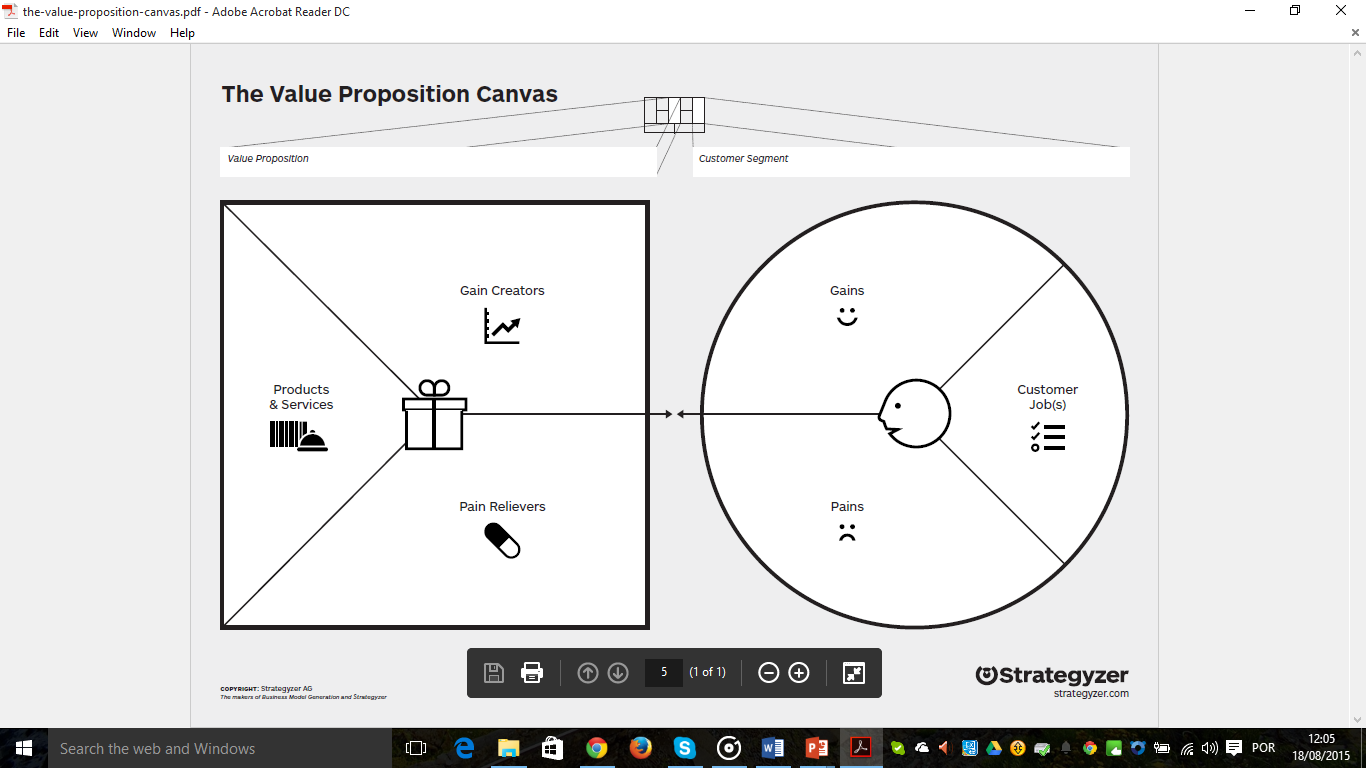 the-value-proposition-canvas.pdf - Adobe Acrobat Reader DC
File Edit View Window Help
The Value Proposition Canvas
Value Proposition
Customer Segment
Gain Creators
Products
& Services
Pain Relievers
Gains
Customer
Job(s)
Pains
5 (1 of 1)
COPYRIGHT: Strategyzer AG
The makers of Business Model Generation and Strategyzer
Strategyzer
strategyzer.com
Search the web and Windows
POR
12:05
18/08/2015